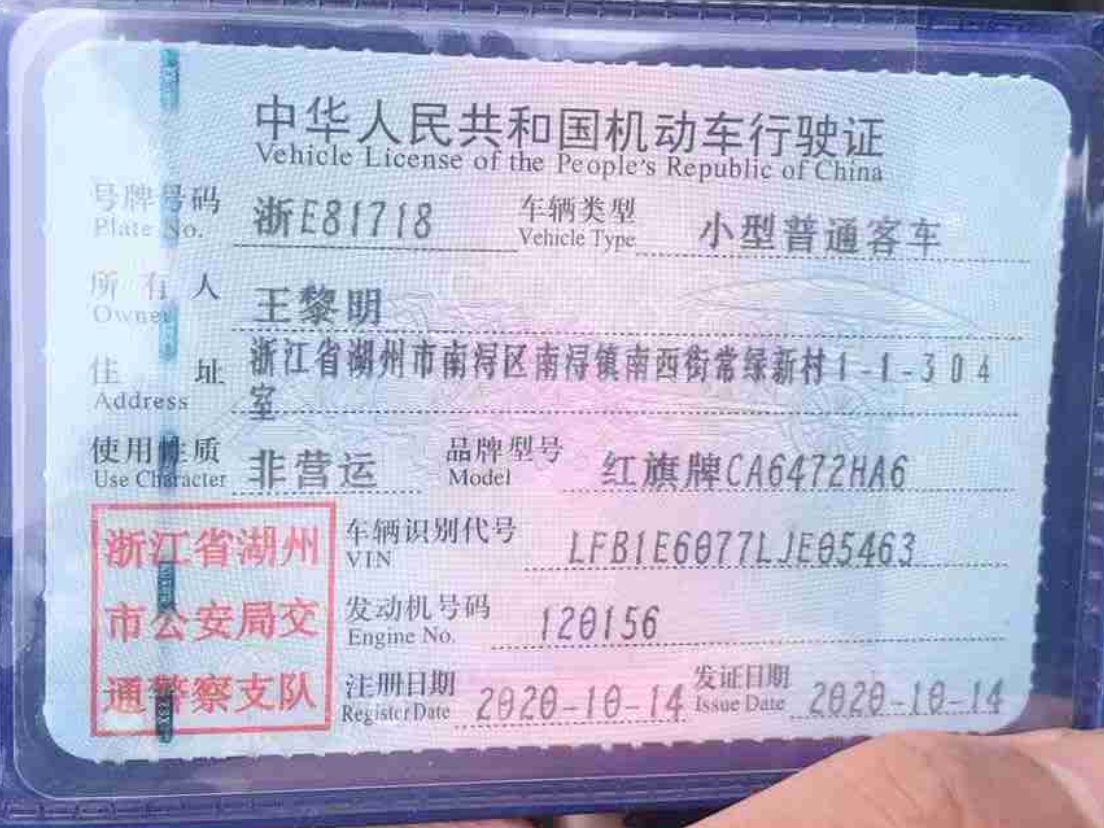 中华人民共和国机动车行驶证
Vehicle License of the People's Republic of China
号牌号码 浙E81718 车辆类型 小型普通客车
Plate No. Vehicle Type
所有人 王黎明
Owner
住址 浙江省湖州市南浔区南浔镇南西街常绿新村1-1-304
Address 室
使用性质 非营运 品牌型号 红旗牌CA6472HA6
Use Character Model
浙江省湖州
市公安局交
通警察支队
车辆识别代号 LFB1E6077LJE05463
VIN
发动机号码 120156
Engine No.
注册日期 2020-10-14 发证日期 2020-10-14
Register Date Issue Date